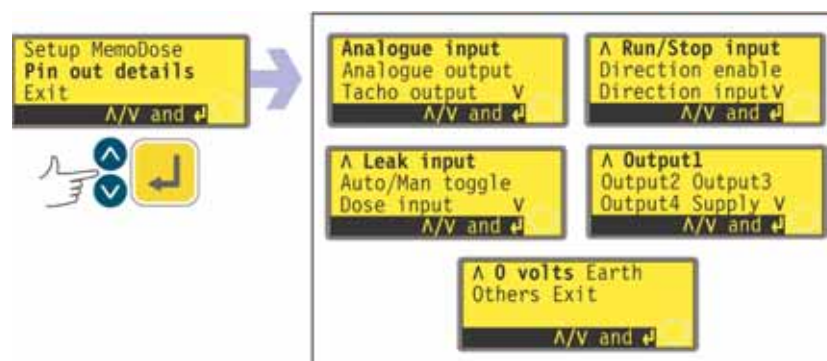 Setup MemoDose
Pin out details
Exit
Λ/V and ↵
Analogue input
Analogue output
Tacho output V
Λ/V and ↵
Λ Run/Stop input
Direction enable
Direction input V
Λ/V and ↵
Λ Leak input
Auto/Man toggle
Dose input V
Λ/V and ↵
Λ Output1
Output2 Output3
Output4 Supply V
Λ/V and ↵
Λ 0 volts Earth
Others Exit
Λ/V and ↵